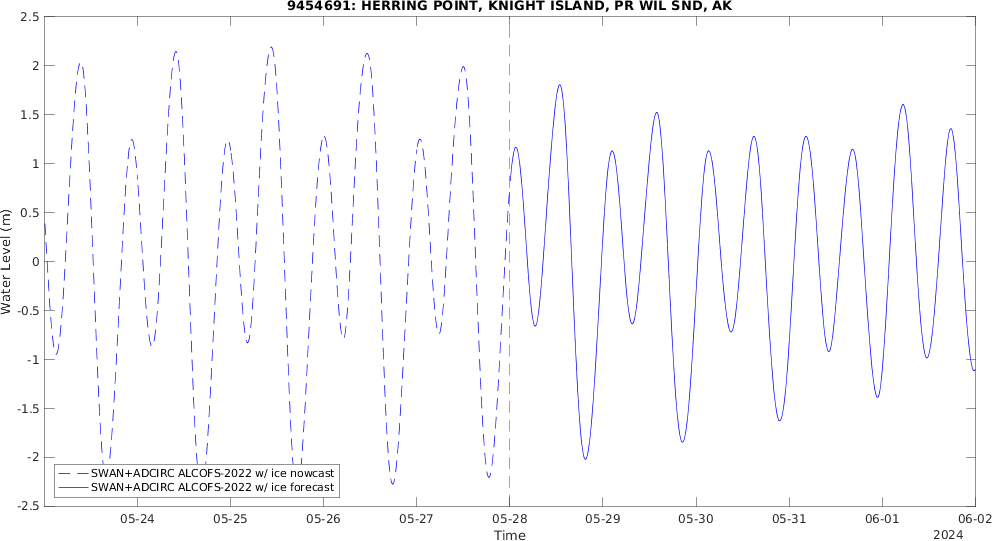 9454691: HERRING POINT, KNIGHT ISLAND, PR WIL SND, AK
2.5
2
1.5
1
0.5
0
-0.5
-1
-1.5
-2
-2.5
Water Level (m)
SWAN+ADCIRC ALCOFS-2022 w/ ice nowcast
SWAN+ADCIRC ALCOFS-2022 w/ ice forecast
05-24 05-25 05-26 05-27 05-28 05-29 05-30 05-31 06-01 06-02
Time
2024